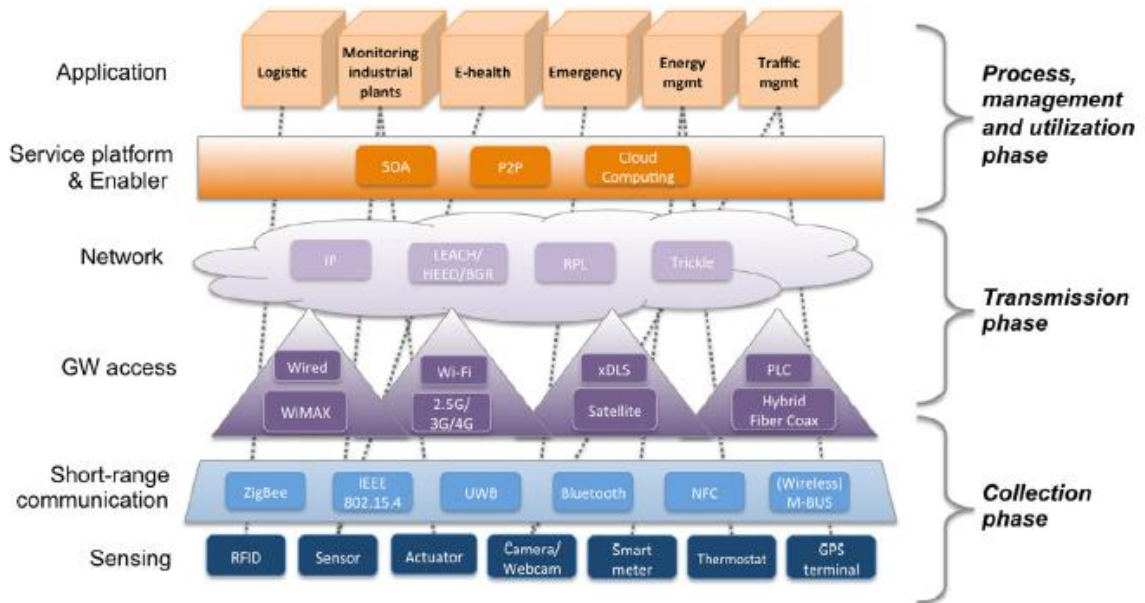 Application
Logistic
Monitoring
industrial
plants
E-health
Emergency
Energy
mgmt
Traffic
mgmt
Process,
management
and utilization
phase
Service platform
& Enabler
SOA
P2P
Cloud
Computing
Network
IP
LEACH/
HEED/BGR
RPL
Trickle
Transmission
phase
GW access
Wired
WiMAX
Wi-Fi
2.5G/
3G/4G
xDLS
Satellite
PLC
Hybrid
Fiber Coax
Short-range
communication
ZigBee
IEEE
802.15.4
UWB
Bluetooth
NFC
(Wireless)
M-BUS
Collection
phase
Sensing
RFID
Sensor
Actuator
Camera/
Webcam
Smart
meter
Thermostat
GPS
terminal